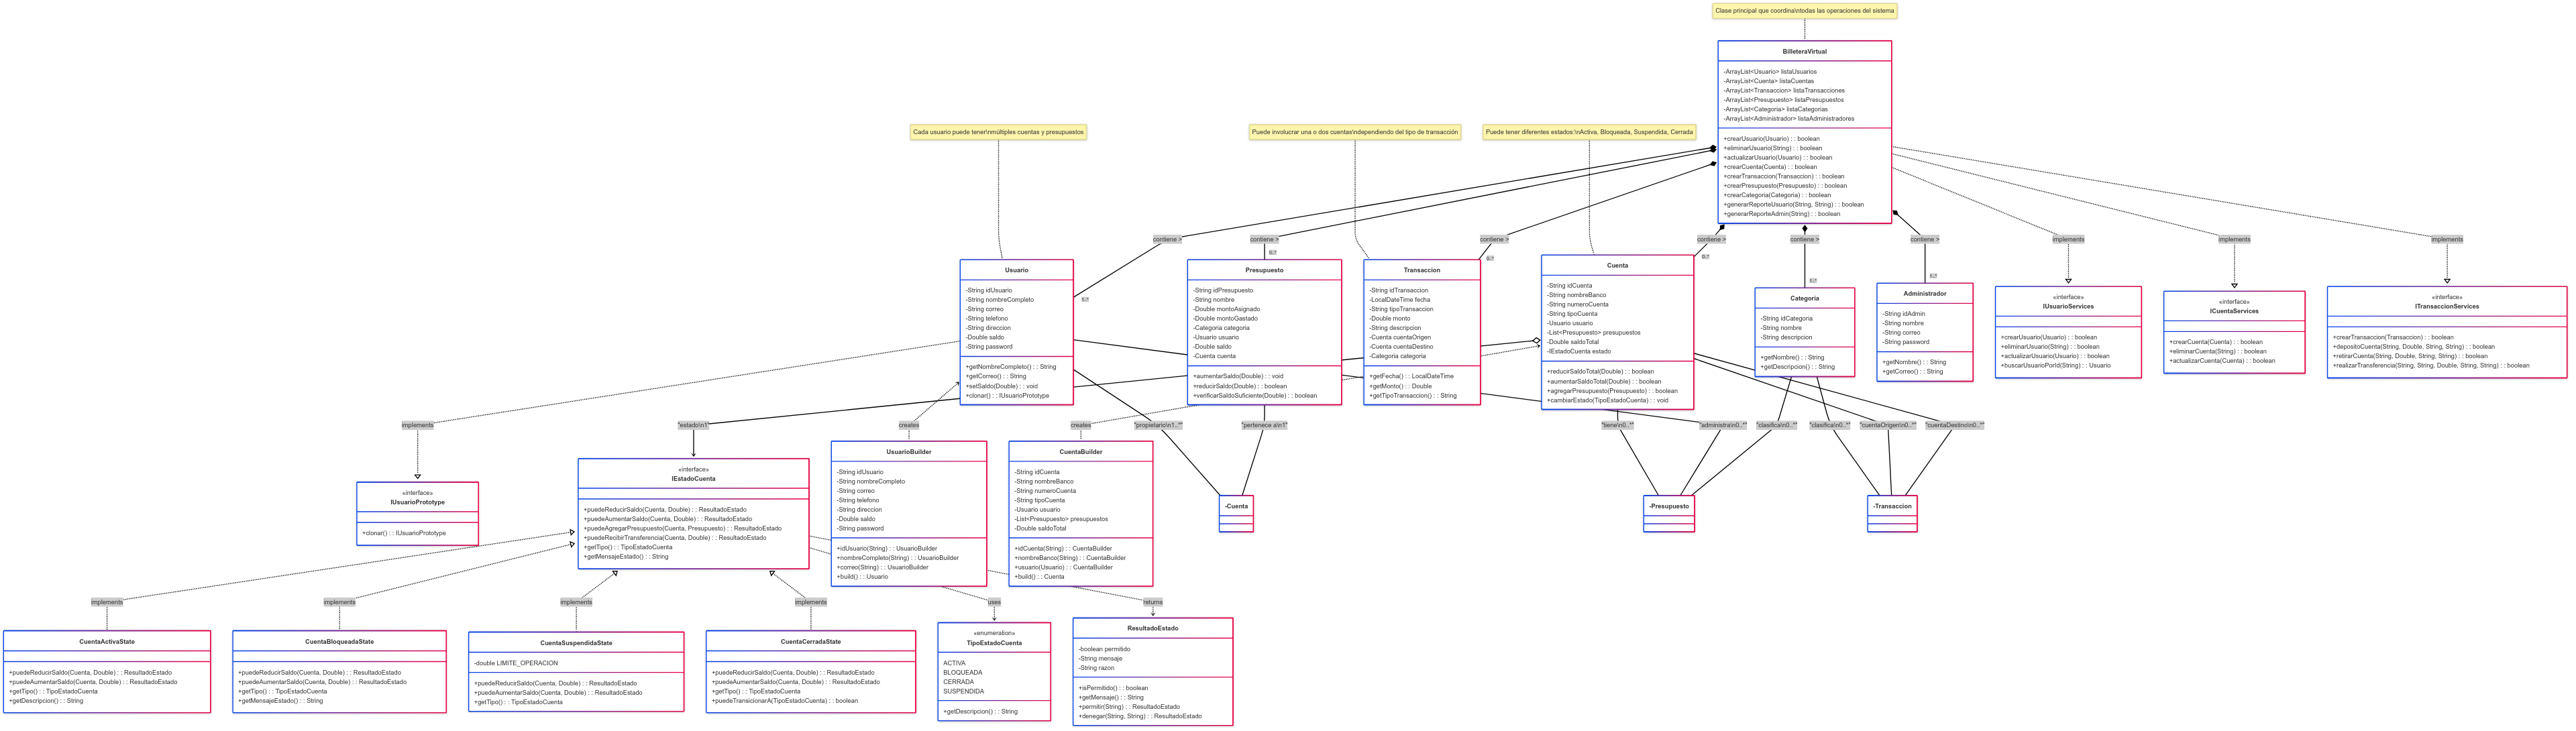 Clase principal que coordina\ntodas las operaciones del sistema
BilleteraVirtual
-ArrayList<Usuario> listaUsuarios
-ArrayList<Cuenta> listaCuentas
-ArrayList<Transaccion> listaTransacciones
-ArrayList<Presupuesto> listaPresupuestos
-ArrayList<Categoria> listaCategorias
-ArrayList<Administrador> listaAdministradores
+crearUsuario(Usuario) : : boolean
+eliminarUsuario(String) : : boolean
+actualizarUsuario(Usuario) : : boolean
+crearCuenta(Cuenta) : : boolean
+crearTransaccion(Transaccion) : : boolean
+crearPresupuesto(Presupuesto) : : boolean
+crearCategoria(Categoria) : : boolean
+generarReporteUsuario(String, String) : : boolean
+generarReporteAdmin(String) : : boolean
Cada usuario puede tener\nmúltiples cuentas y presupuestos
Puede involucrar una o dos cuentas\ndependiendo del tipo de transacción
Puede tener diferentes estados:\nActiva, Bloqueada, Suspendida, Cerrada
contiene >
contiene >
contiene >
contiene >
contiene >
contiene >
implements
implements
implements
Usuario
-String idUsuario
-String nombreCompleto
-String correo
-String telefono
-String direccion
-Double saldo
-String password
+getNombreCompleto() : : String
+getCorreo() : : String
+setSaldo(Double) : : void
+clonar() : : IUsuarioPrototype
Presupuesto
-String idPresupuesto
-String nombre
-Double montoAsignado
-Double montoGastado
-Categoria categoria
-Usuario usuario
-Double saldo
-Cuenta cuenta
+aumentarSaldo(Double) : : void
+reducirSaldo(Double) : : boolean
+verificarSaldoSuficiente(Double) : : boolean
Transaccion
-String idTransaccion
-LocalDateTime fecha
-String tipoTransaccion
-Double monto
-String descripcion
-Cuenta cuentaOrigen
-Cuenta cuentaDestino
-Categoria categoria
+getFecha() : : LocalDateTime
+getMonto() : : Double
+getTipoTransaccion() : : String
Cuenta
-String idCuenta
-String nombreBanco
-String numeroCuenta
-String tipoCuenta
-Usuario usuario
-List<Presupuesto> presupuestos
-Double saldoTotal
-IEstadoCuenta estado
+reducirSaldoTotal(Double) : : boolean
+aumentarSaldoTotal(Double) : : boolean
+agregarPresupuesto(Presupuesto) : : boolean
+cambiarEstado(TipoEstadoCuenta) : : void
Categoria
-String idCategoria
-String nombre
-String descripcion
+getNombre() : : String
+getDescripcion() : : String
Administrador
-String idAdmin
-String nombre
-String correo
-String password
+getNombre() : : String
+getCorreo() : : String
«interface»
IUsuarioServices
+crearUsuario(Usuario) : : boolean
+eliminarUsuario(String) : : boolean
+actualizarUsuario(Usuario) : : boolean
+buscarUsuarioPorId(String) : : Usuario
«interface»
ICuentaServices
+crearCuenta(Cuenta) : : boolean
+eliminarCuenta(String) : : boolean
+actualizarCuenta(Cuenta) : : boolean
«interface»
ITransaccionServices
+crearTransaccion(Transaccion) : : boolean
+depositoCuenta(String, Double, String, String) : : boolean
+retirarCuenta(String, Double, String, String) : : boolean
+realizarTransferencia(String, String, Double, String, String) : : boolean
implements
"estado\n1"
creates
"propietario\n1..*"
creates
"pertenece a\n1"
"tiene\n0..*"
"administra\n0..*"
"clasifica\n0..*"
"clasifica\n0..*"
"cuentaOrigen\n0..*"
"cuentaDestino\n0..*"
«interface»
IUsuarioPrototype
+clonar() : : IUsuarioPrototype
«interface»
IEstadoCuenta
+puedeReducirSaldo(Cuenta, Double) : : ResultadoEstado
+puedeAumentarSaldo(Cuenta, Double) : : ResultadoEstado
+puedeAgregarPresupuesto(Cuenta, Presupuesto) : : ResultadoEstado
+puedeRecibirTransferencia(Cuenta, Double) : : ResultadoEstado
+getTipo() : : TipoEstadoCuenta
+getMensajeEstado() : : String
UsuarioBuilder
-String idUsuario
-String nombreCompleto
-String correo
-String telefono
-String direccion
-Double saldo
-String password
+idUsuario(String) : : UsuarioBuilder
+nombreCompleto(String) : : UsuarioBuilder
+correo(String) : : UsuarioBuilder
+build() : : Usuario
CuentaBuilder
-String idCuenta
-String nombreBanco
-String numeroCuenta
-String tipoCuenta
-Usuario usuario
-List<Presupuesto> presupuestos
-Double saldoTotal
+idCuenta(String) : : CuentaBuilder
+nombreBanco(String) : : CuentaBuilder
+usuario(Usuario) : : CuentaBuilder
+build() : : Cuenta
-Cuenta
-Presupuesto
-Transaccion
implements
implements
implements
implements
uses
returns
CuentaActivaState
+puedeReducirSaldo(Cuenta, Double) : : ResultadoEstado
+puedeAumentarSaldo(Cuenta, Double) : : ResultadoEstado
+getTipo() : : TipoEstadoCuenta
+getDescripcion() : : String
CuentaBloqueadaState
+puedeReducirSaldo(Cuenta, Double) : : ResultadoEstado
+puedeAumentarSaldo(Cuenta, Double) : : ResultadoEstado
+getTipo() : : TipoEstadoCuenta
+getMensajeEstado() : : String
CuentaSuspendidaState
-double LIMITE_OPERACION
+puedeReducirSaldo(Cuenta, Double) : : ResultadoEstado
+puedeAumentarSaldo(Cuenta, Double) : : ResultadoEstado
+getTipo() : : TipoEstadoCuenta
CuentaCerradaState
+puedeReducirSaldo(Cuenta, Double) : : ResultadoEstado
+puedeAumentarSaldo(Cuenta, Double) : : ResultadoEstado
+getTipo() : : TipoEstadoCuenta
+puedeTransicionarA(TipoEstadoCuenta) : : boolean
«enumeration»
TipoEstadoCuenta
ACTIVA
BLOQUEADA
CERRADA
SUSPENDIDA
+getDescripcion() : : String
ResultadoEstado
-boolean permitido
-String mensaje
-String razon
+isPermitido() : : boolean
+getMensaje() : : String
+permitir(String) : : ResultadoEstado
+denegar(String, String) : : ResultadoEstado